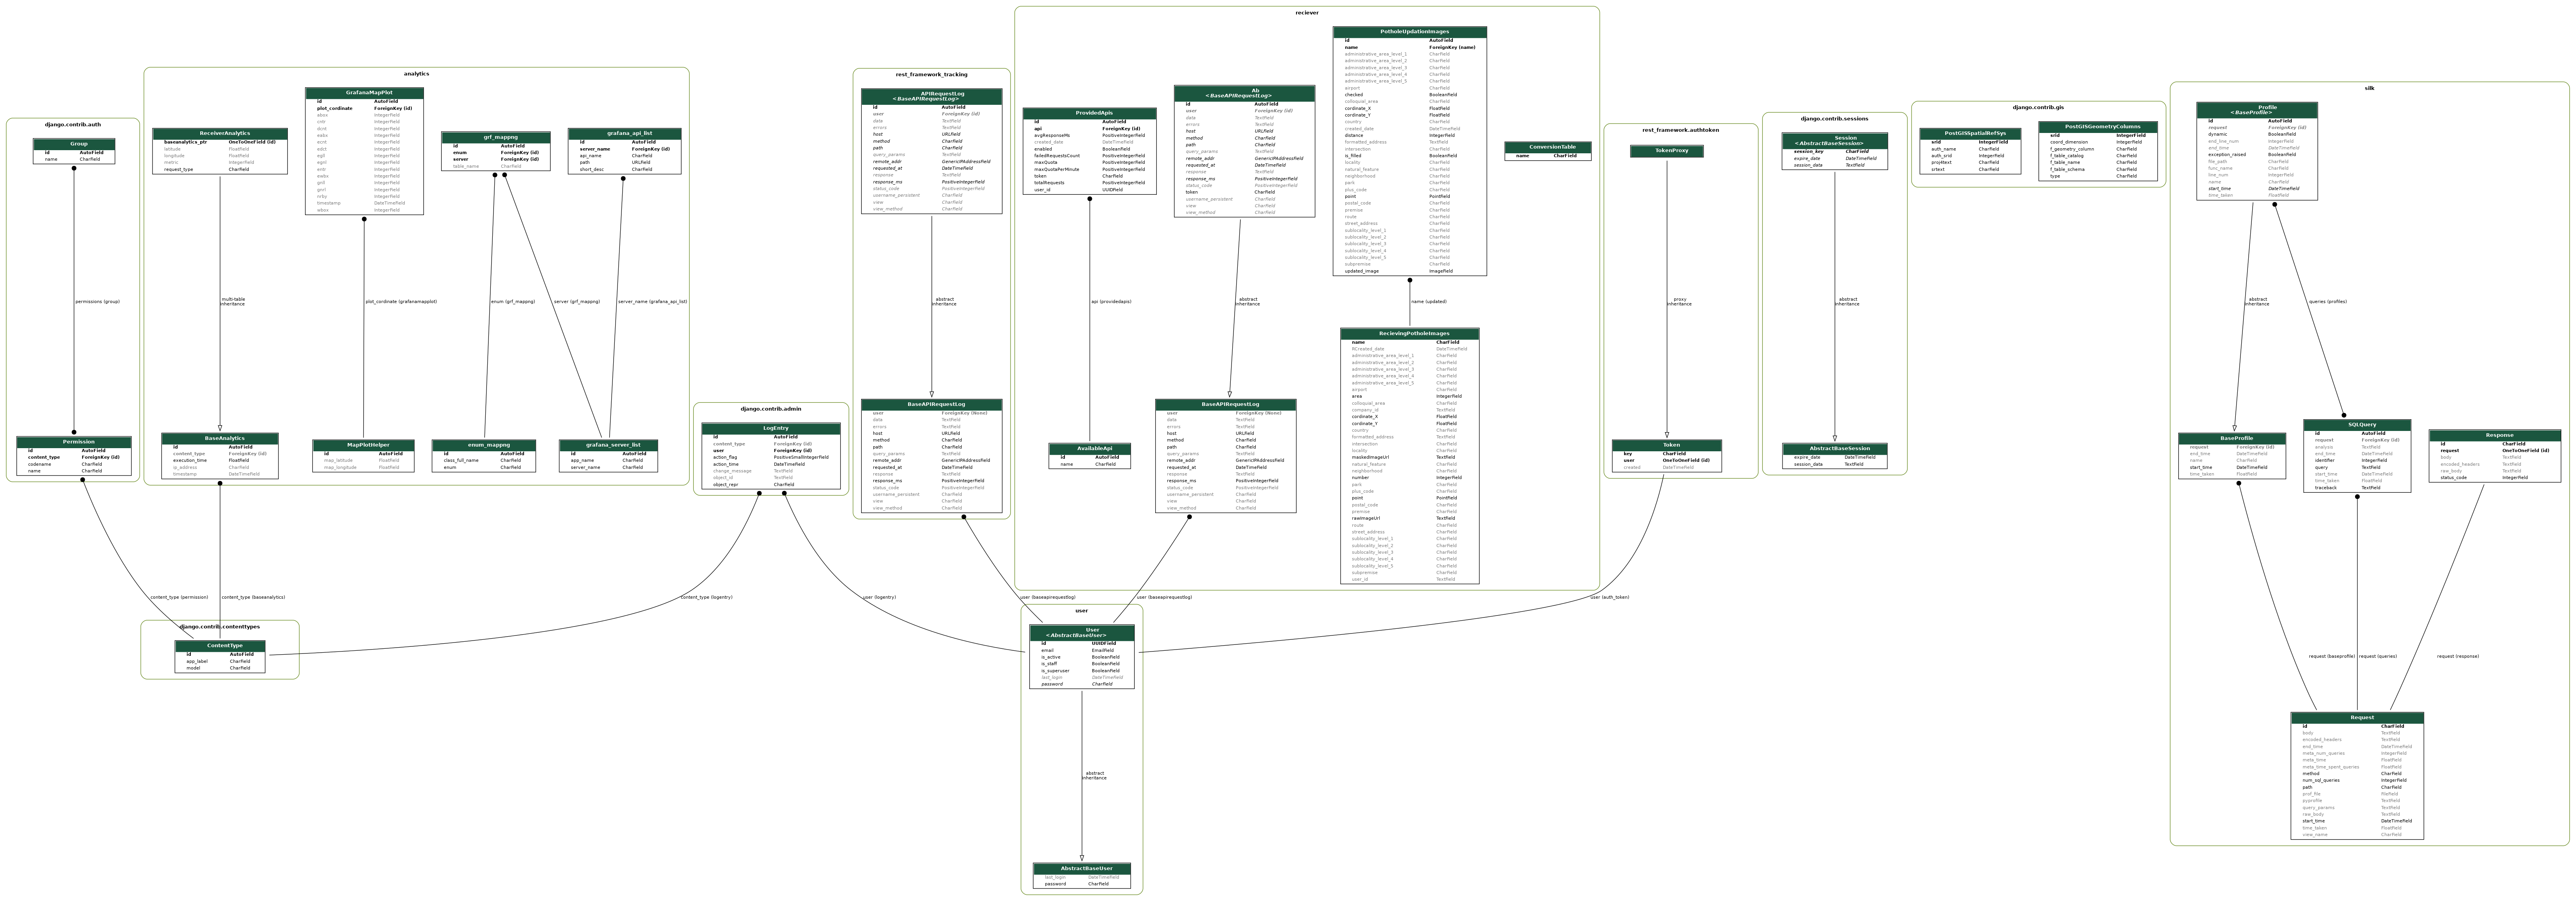 django.contrib.auth
Group
id AutoField
name CharField
permissions (group)
Permission
id AutoField
content_type ForeignKey (id)
codename CharField
name CharField
content_type (permission)
analytics
ReceiverAnalytics
baseanalytics_ptr OneToOneField (id)
latitude FloatField
longitude FloatField
metric IntegerField
request_type CharField
multi-table
inheritance
BaseAnalytics
id AutoField
content_type ForeignKey (id)
execution_time FloatField
ip_address CharField
timestamp DateTimeField
content_type (baseanalytics)
GrafanaMapPlot
id AutoField
plot_cordinate ForeignKey (id)
timestamp DateTimeField
plot_cordinate (grafanamapplot)
MapPlotHelper
id AutoField
map_latitude FloatField
map_longitude FloatField
grf_mappng
id AutoField
enum ForeignKey (id)
server ForeignKey (id)
table_name CharField
enum (grf_mappng)
server (grf_mappng)
enum_mappng
id AutoField
class_full_name CharField
enum CharField
grafana_api_list
id AutoField
server_name ForeignKey (id)
api_name CharField
path URLField
short_desc CharField
server_name (grafana_api_list)
grafana_server_list
id AutoField
app_name CharField
server_name CharField
django.contrib.contenttypes
ContentType
id AutoField
app_label CharField
model CharField
django.contrib.admin
LogEntry
id AutoField
content_type ForeignKey (id)
user ForeignKey (id)
action_flag PositiveSmallIntegerField
action_time DateTimeField
change_message TextField
object_id TextField
object_repr CharField
content_type (logentry)
user (logentry)
rest_framework_tracking
APIRequestLog
<BaseAPIRequestLog>
id AutoField
user ForeignKey (id)
data TextField
errors TextField
host URLField
method CharField
path CharField
query_params TextField
remote_addr GenericIPAddressField
requested_at DateTimeField
response TextField
response_ms PositiveIntegerField
status_code PositiveIntegerField
username_persistent CharField
view CharField
view_method CharField
abstract
inheritance
BaseAPIRequestLog
user ForeignKey (None)
data TextField
errors TextField
host URLField
method CharField
path CharField
query_params TextField
remote_addr GenericIPAddressField
requested_at DateTimeField
response TextField
response_ms PositiveIntegerField
status_code PositiveIntegerField
username_persistent CharField
view CharField
view_method CharField
user (baseapirequestlog)
reciever
ProvidedApis
id AutoField
api ForeignKey (id)
avgResponseMs PositiveIntegerField
created_date DateTimeField
enabled BooleanField
failedRequestsCount PositiveIntegerField
maxQuota PositiveIntegerField
maxQuotaPerMinute PositiveIntegerField
token CharField
totalRequests PositiveIntegerField
user_id UUIDField
api (providedapis)
AvailableApi
id AutoField
name CharField
Ab
<BaseAPIRequestLog>
id AutoField
user ForeignKey (id)
data TextField
errors TextField
host URLField
method CharField
path CharField
query_params TextField
remote_addr GenericIPAddressField
requested_at DateTimeField
response TextField
response_ms PositiveIntegerField
status_code PositiveIntegerField
token CharField
username_persistent CharField
view CharField
view_method CharField
abstract
inheritance
BaseAPIRequestLog
user ForeignKey (None)
data TextField
errors TextField
host URLField
method CharField
path CharField
query_params TextField
remote_addr GenericIPAddressField
requested_at DateTimeField
response TextField
response_ms PositiveIntegerField
status_code PositiveIntegerField
username_persistent CharField
view CharField
view_method CharField
user (baseapirequestlog)
PotholeUpdationImages
id AutoField
name ForeignKey (name)
administrative_area_level_1 CharField
administrative_area_level_2 CharField
administrative_area_level_3 CharField
administrative_area_level_4 CharField
administrative_area_level_5 CharField
airport CharField
checked BooleanField
colloquial_area CharField
cordinate_X FloatField
cordinate_Y FloatField
country CharField
created_date DateTimeField
distance IntegerField
formatted_address TextField
intersection CharField
is_filled BooleanField
locality CharField
natural_feature CharField
neighborhood CharField
park CharField
plus_code CharField
point PointField
postal_code CharField
premise CharField
route CharField
street_address CharField
sublocality_level_1 CharField
sublocality_level_2 CharField
sublocality_level_3 CharField
sublocality_level_4 CharField
sublocality_level_5 CharField
subpremise CharField
updated_image ImageField
name (updated)
RecievingPotholeImages
name CharField
RCreated_date DateTimeField
administrative_area_level_1 CharField
administrative_area_level_2 CharField
administrative_area_level_3 CharField
administrative_area_level_4 CharField
administrative_area_level_5 CharField
airport CharField
area IntegerField
colloquial_area CharField
company_id TextField
cordinate_X FloatField
cordinate_Y FloatField
country CharField
formatted_address TextField
intersection CharField
locality CharField
maskedImageUrl TextField
natural_feature CharField
neighborhood CharField
number IntegerField
park CharField
plus_code CharField
point PointField
postal_code CharField
premise CharField
rawImageUrl TextField
route CharField
street_address CharField
sublocality_level_1 CharField
sublocality_level_2 CharField
sublocality_level_3 CharField
sublocality_level_4 CharField
sublocality_level_5 CharField
subpremise CharField
user_id TextField
ConversionTable
name CharField
user
User
<AbstractBaseUser>
id UUIDField
email EmailField
is_active BooleanField
is_staff BooleanField
is_superuser BooleanField
last_login DateTimeField
password CharField
abstract
inheritance
AbstractBaseUser
last_login DateTimeField
password CharField
rest_framework.authtoken
TokenProxy
proxy
inheritance
Token
key CharField
user OneToOneField (id)
created DateTimeField
user (auth_token)
django.contrib.sessions
Session
<AbstractBaseSession>
session_key CharField
expire_date DateTimeField
session_data TextField
abstract
inheritance
AbstractBaseSession
expire_date DateTimeField
session_data TextField
django.contrib.gis
PostGISSpatialRefSys
srid IntegerField
auth_name CharField
auth_srid IntegerField
proj4text CharField
srtext CharField
PostGISGeometryColumns
srid IntegerField
coord_dimension IntegerField
f_geometry_column CharField
f_table_catalog CharField
f_table_name CharField
f_table_schema CharField
type CharField
silk
Profile
<BaseProfile>
id AutoField
request ForeignKey (id)
dynamic BooleanField
end_line_num IntegerField
end_time DateTimeField
exception_raised BooleanField
file_path CharField
func_name CharField
line_num IntegerField
name CharField
start_time DateTimeField
time_taken FloatField
abstract
inheritance
queries (profiles)
BaseProfile
request ForeignKey (id)
end_time DateTimeField
name CharField
start_time DateTimeField
time_taken FloatField
SQLQuery
id AutoField
request ForeignKey (id)
analysis TextField
end_time DateTimeField
identifier IntegerField
query TextField
start_time DateTimeField
time_taken FloatField
traceback TextField
Response
id CharField
request OneToOneField (id)
body TextField
encoded_headers TextField
raw_body TextField
status_code IntegerField
request (baseprofile)
request (queries)
request (response)
Request
id CharField
body TextField
encoded_headers TextField
end_time DateTimeField
meta_num_queries IntegerField
meta_time FloatField
meta_time_spent_queries FloatField
method CharField
num_sql_queries IntegerField
path CharField
prof_file FileField
pyprofile TextField
query_params TextField
raw_body TextField
start_time DateTimeField
time_taken FloatField
view_name CharField